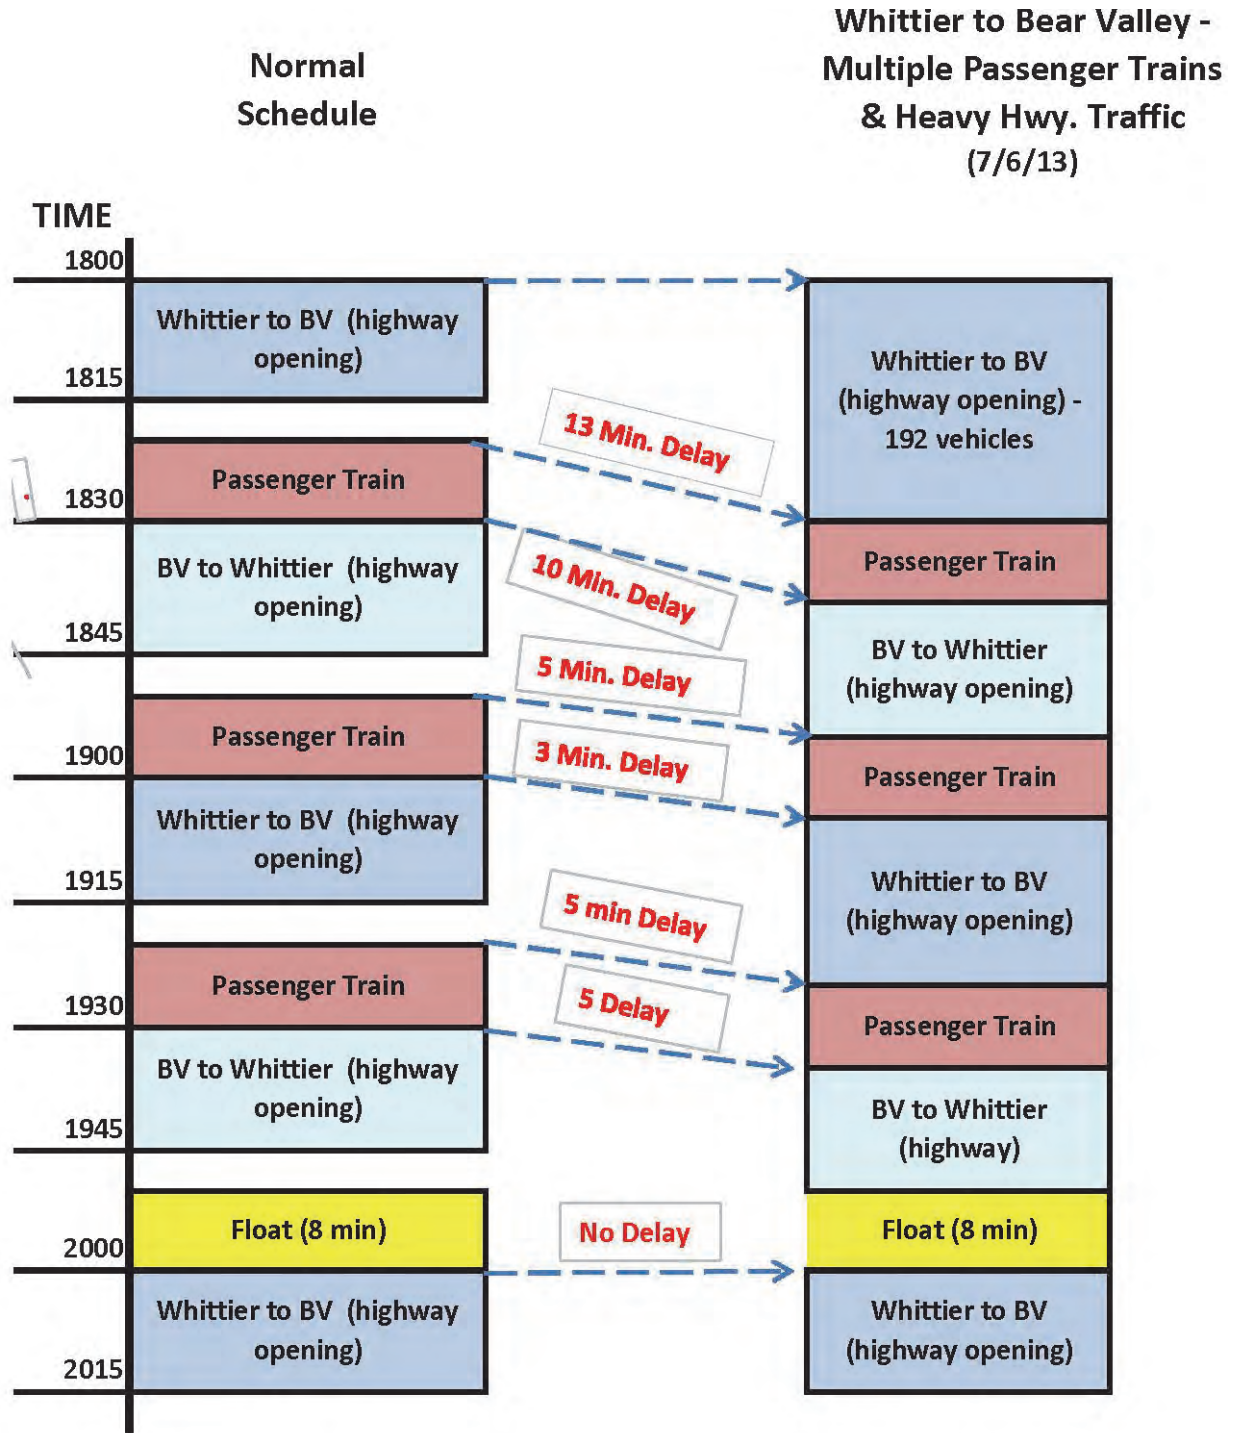 Normal
Schedule
Whittier to Bear Valley -
Multiple Passenger Trains
& Heavy Hwy. Traffic
(7/6/13)
TIME
1800
Whittier to BV (highway
opening)
1815
Passenger Train
1830
BV to Whittier (highway
opening)
1845
Passenger Train
1900
Whittier to BV (highway
opening)
1915
Passenger Train
1930
BV to Whittier (highway
opening)
1945
Float (8 min)
2000
Whittier to BV (highway
opening)
2015
13 Min. Delay
10 Min. Delay
5 Min. Delay
3 Min. Delay
5 min Delay
5 Delay
No Delay
Whittier to BV
(highway opening) -
192 vehicles
Passenger Train
BV to Whittier
(highway opening)
Passenger Train
Whittier to BV
(highway opening)
Passenger Train
BV to Whittier
(highway)
Float (8 min)
Whittier to BV
(highway opening)